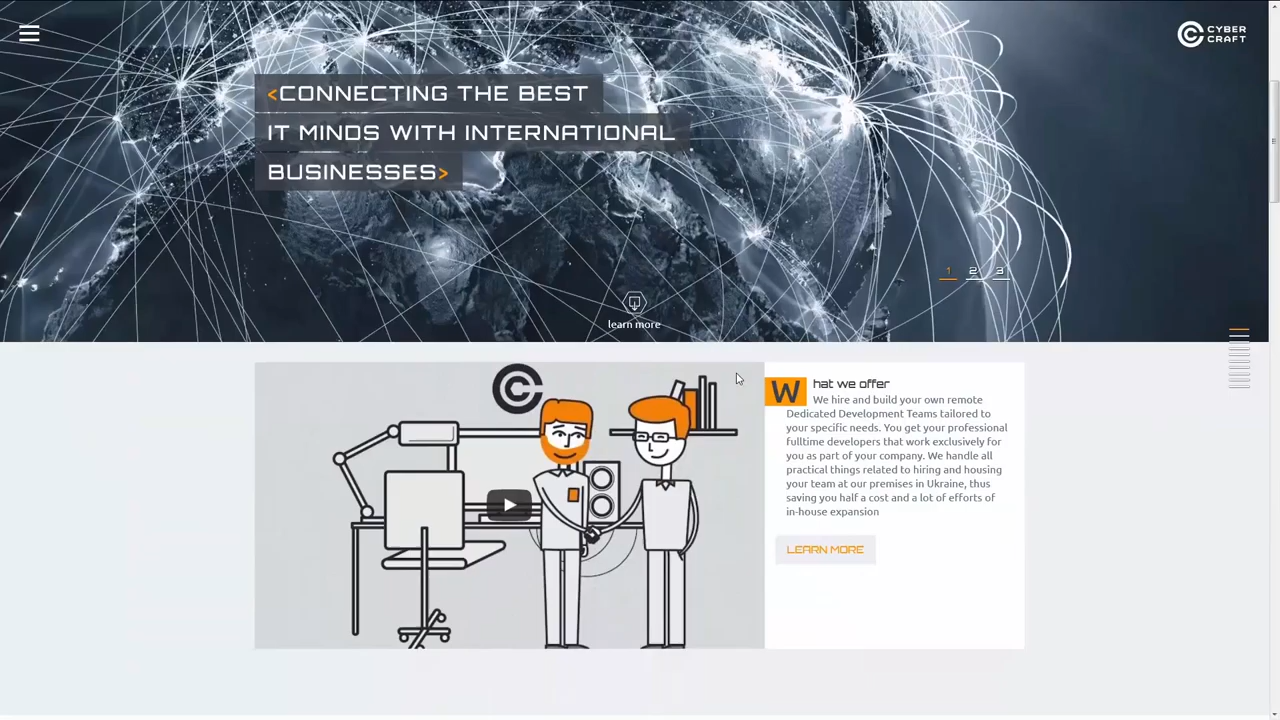 CYBER
CRAFT
<CONNECTING THE BEST
IT MINDS WITH INTERNATIONAL
BUSINESSES>
1 2 3
learn more
What we offer
We hire and build your own remote
Dedicated Development Teams tailored to
your specific needs. You get your professional
fulltime developers that work exclusively for
you as part of your company. We handle all
practical things related to hiring and housing
your team at our premises in Ukraine, thus
saving you half a cost and a lot of efforts of
in-house expansion
LEARN MORE